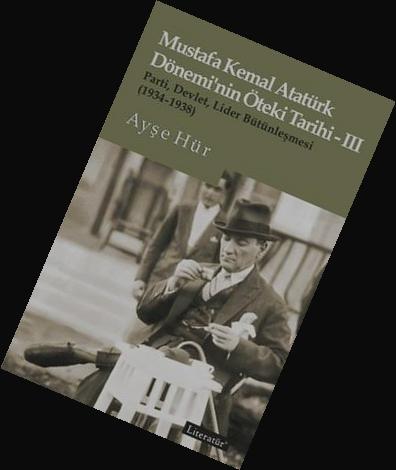 Mustafa Kemal Atatürk
Dönemi'nin Öteki Tarihi - III
Parti, Devlet, Lider Bütünleşmesi
(1934-1938)
Ayşe Hür
Literatür